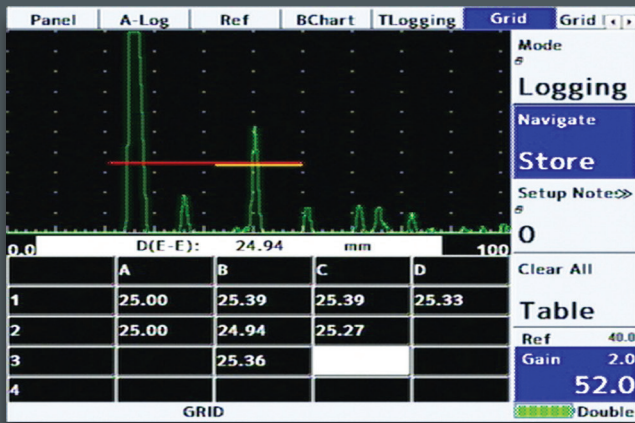 Panel A-Log Ref BChart TLogging Grid Grid
Mode
Logging
Navigate
Store
Setup Notes>>
0
0.0 D(E-E): 24.94 mm 100
A B C D
1 25.00 25.39 25.39 25.33
2 25.00 24.94 25.27
3 25.36
4
GRID
Clear All
Table
Ref 40.0
Gain 2.0
52.0
Double